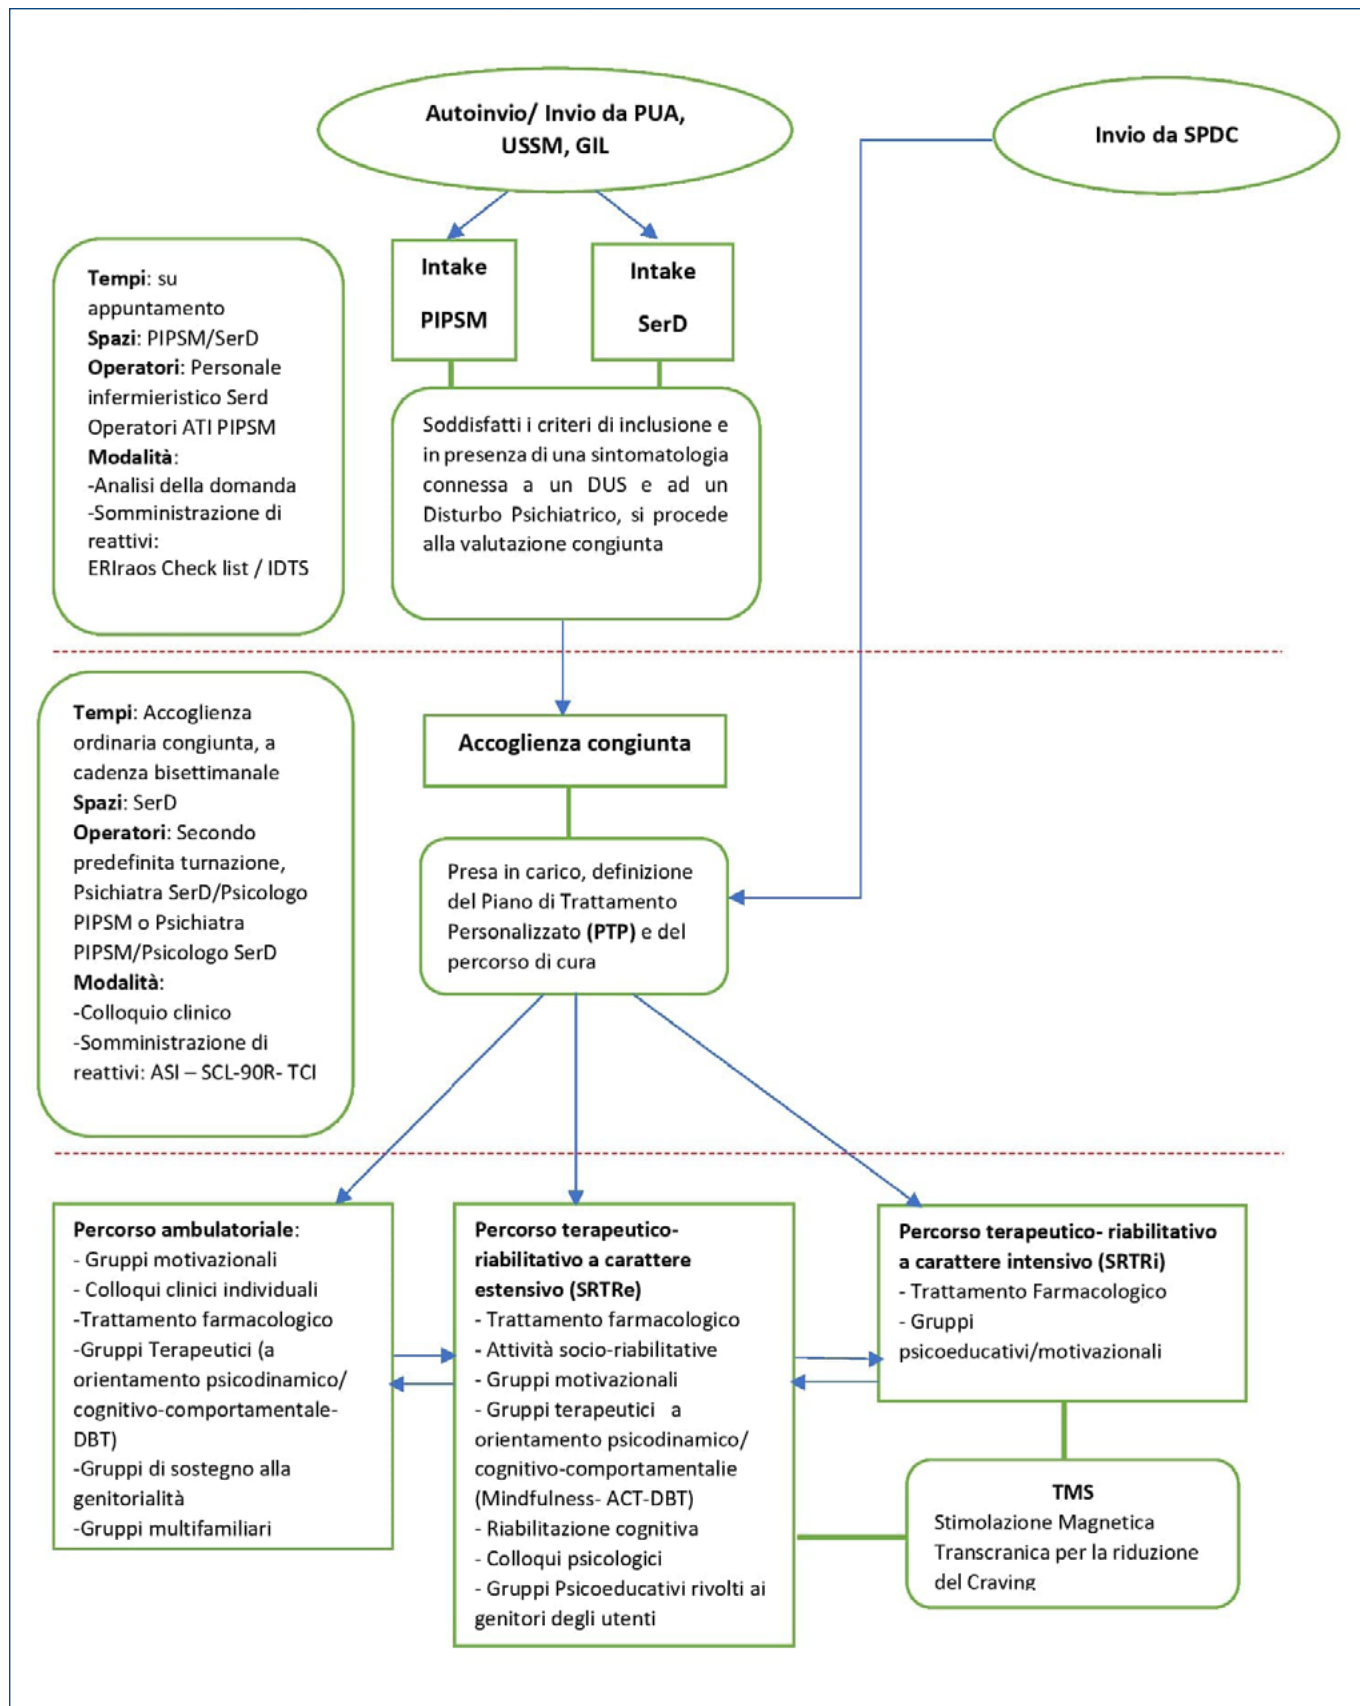 Autoinvio/ Invio da PUA,
USSM, GIL
Invio da SPDC
Intake
PIPSM
Intake
SerD
Tempi: su
appuntamento
Spazi: PIPSM/SerD
Operatori: Personale
infermieristico Serd
Operatori ATI PIPSM
Modalità:
-Analisi della domanda
-Somministrazione di
reattivi:
ERIraos Check list / IDTS
Soddisfatti i criteri di inclusione e
in presenza di una sintomatologia
connessa a un DUS e ad un
Disturbo Psichiatrico, si procede
alla valutazione congiunta
Tempi: Accoglienza
ordinaria congiunta, a
cadenza bisettimanale
Spazi: SerD
Operatori: Secondo
predefinita turnazione,
Psichiatra SerD/Psicologo
PIPSM o Psichiatra
PIPSM/Psicologo SerD
Modalità:
-Colloquio clinico
-Somministrazione di
reattivi: ASI – SCL-90R- TCI
Accoglienza congiunta
Presa in carico, definizione
del Piano di Trattamento
Personalizzato (PTP) e del
percorso di cura
Percorso ambulatoriale:
- Gruppi motivazionali
- Colloqui clinici individuali
-Trattamento farmacologico
-Gruppi Terapeutici (a
orientamento psicodinamico/
cognitivo-comportamentale-
DBT)
-Gruppi di sostegno alla
genitorialità
-Gruppi multifamiliari
Percorso terapeutico-
riabilitativo a carattere
estensivo (SRTRe)
- Trattamento farmacologico
- Attività socio-riabilitative
- Gruppi motivazionali
- Gruppi terapeutici a
orientamento psicodinamico/
cognitivo-comportamentalie
(Mindfulness- ACT-DBT)
- Riabilitazione cognitiva
- Colloqui psicologici
- Gruppi Psicoeducativi rivolti ai
genitori degli utenti
Percorso terapeutico- riabilitativo
a carattere intensivo (SRTRi)
- Trattamento Farmacologico
- Gruppi
psicoeducativi/motivazionali
TMS
Stimolazione Magnetica
Transcranica per la riduzione
del Craving